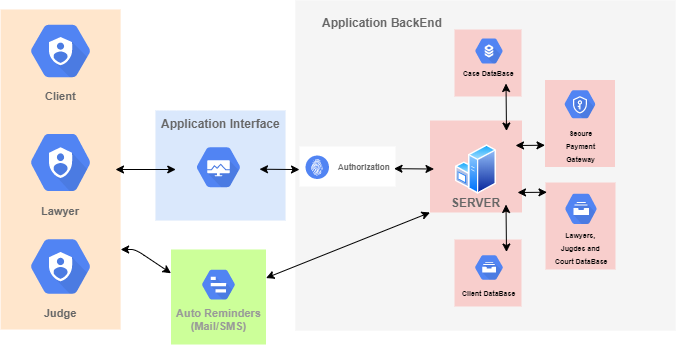 Application BackEnd
Client
Lawyer
Judge
Application Interface
Auto Reminders
(Mail/SMS)
Authorization
Case DataBase
SERVER
Secure
Payment
Gateway
Lawyers,
Jugdes and
Court DataBase
Client DataBase